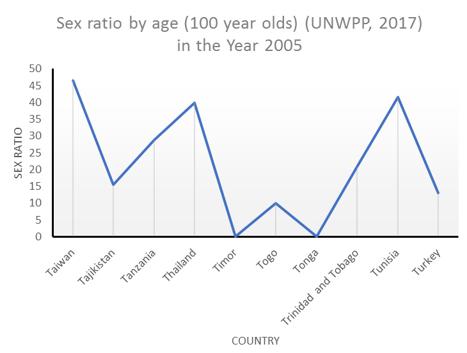 Sex ratio by age (100 year olds) (UNWPP, 2017)
in the Year 2005
50
45
40
35
30
25
20
15
10
5
0
SEX RATIO
Taiwan
Tajikistan
Tanzania
Thailand
Timor
Togo
Tonga
Trinidad and Tobago
Tunisia
Turkey
COUNTRY